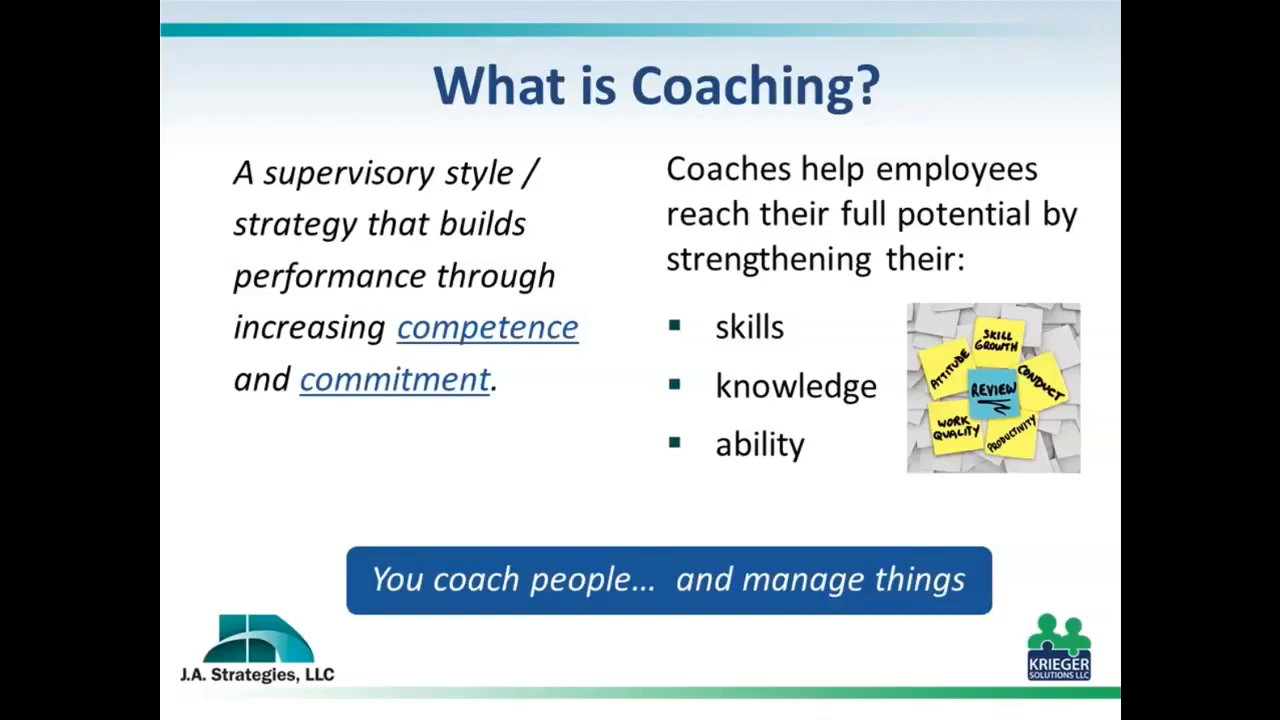 What is Coaching?
A supervisory style /
strategy that builds
performance through
increasing competence
and commitment.
Coaches help employees
reach their full potential by
strengthening their:
▪ skills
▪ knowledge
▪ ability
SKILL
GROWTH
ATTITUDE
CONDUCT
REVIEW
WORK
QUALITY
PRODUCTIVITY
You coach people... and manage things
J.A. Strategies, LLC
KRIEGER
SOLUTIONS LLC